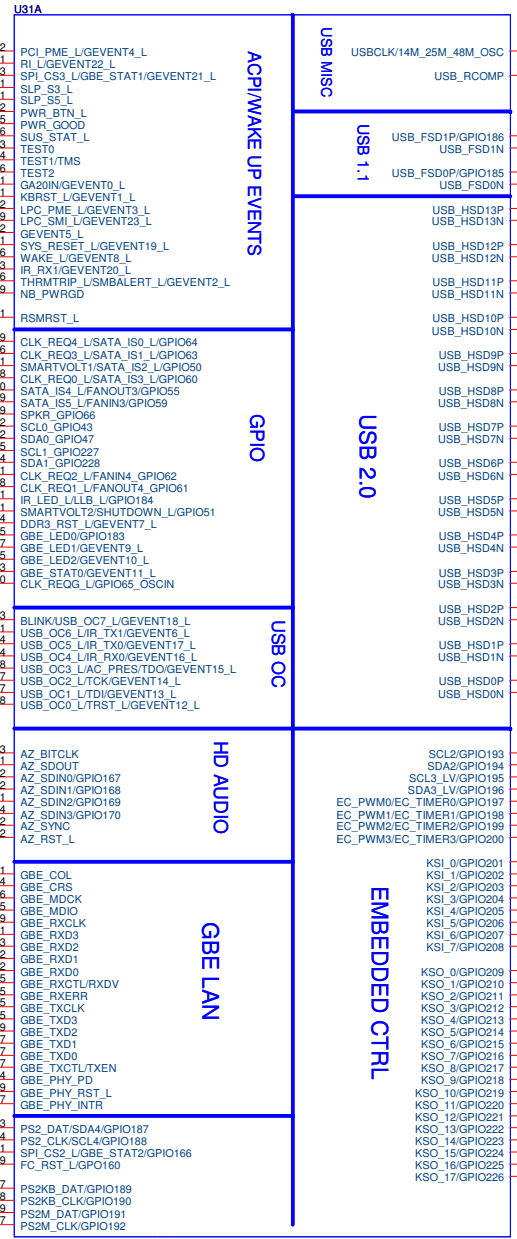 U31A
PCI_PME_L/GEVENT4_L
RI_L/GEVENT22_L
SPI_CS3_L/GBE_STAT1/GEVENT21_L
SLP_S3_L
SLP_S5_L
PWR_BTN_L
PWR_GOOD
SUS_STAT_L
TEST0
TEST1/TMS
TEST2
GA20IN/GEVENT0_L
KBRST_L/GEVENT1_L
LPC_PME_L/GEVENT3_L
LPC_SMI_L/GEVENT23_L
GEVENT5_L
SYS_RESET_L/GEVENT19_L
WAKE_L/GEVENT8_L
IR_RX1/GEVENT20_L
THRMTRIP_L/SMBALERT_L/GEVENT2_L
NB_PWRGD
RSMRST_L
ACPI/WAKE UP EVENTS
CLK_REQ4_L/SATA_IS0_L/GPIO64
CLK_REQ3_L/SATA_IS1_L/GPIO63
SMARTVOLT1/SATA_IS2_L/GPIO50
CLK_REQ0_L/SATA_IS3_L/GPIO60
SATA_IS4_L/FANOUT3/GPIO55
SATA_IS5_L/FANIN3/GPIO59
SPKR_GPIO66
SCL0_GPIO43
SDA0_GPIO47
SCL1_GPIO227
SDA1_GPIO228
CLK_REQ2_L/FANIN4_GPIO62
CLK_REQ1_L/FANOUT4_GPIO61
IR_LED_L/LLB_L/GPIO184
SMARTVOLT2/SHUTDOWN_L/GPIO51
DDR3_RST_L/GEVENT7_L
GBE_LED0/GPIO183
GBE_LED1/GEVENT9_L
GBE_LED2/GEVENT10_L
GBE_STAT0/GEVENT11_L
CLK_REQG_L/GPIO65_OSCIN
GPIO
BLINK/USB_OC7_L/GEVENT18_L
USB_OC6_L/IR_TX1/GEVENT6_L
USB_OC5_L/IR_TX0/GEVENT17_L
USB_OC4_L/IR_RX0/GEVENT16_L
USB_OC3_L/AC_PRES/TDO/GEVENT15_L
USB_OC2_L/TCK/GEVENT14_L
USB_OC1_L/TDI/GEVENT13_L
USB_OC0_L/TRST_L/GEVENT12_L
USB OC
AZ_BITCLK
AZ_SDOUT
AZ_SDIN0/GPIO167
AZ_SDIN1/GPIO168
AZ_SDIN2/GPIO169
AZ_SDIN3/GPIO170
AZ_SYNC
AZ_RST_L
HD AUDIO
GBE_COL
GBE_CRS
GBE_MDCK
GBE_MDIO
GBE_RXCLK
GBE_RXD3
GBE_RXD2
GBE_RXD1
GBE_RXD0
GBE_RXCTL/RXDV
GBE_RXERR
GBE_TXCLK
GBE_TXD3
GBE_TXD2
GBE_TXD1
GBE_TXD0
GBE_TXCTL/TXEN
GBE_PHY_PD
GBE_PHY_RST_L
GBE_PHY_INTR
GBE LAN
PS2_DAT/SDA4/GPIO187
PS2_CLK/SCL4/GPIO188
SPI_CS2_L/GBE_STAT2/GPIO166
FC_RST_L/GPO160
PS2KB_DAT/GPIO189
PS2KB_CLK/GPIO190
PS2M_DAT/GPIO191
PS2M_CLK/GPIO192
USB MISC
USBCLK/14M_25M_48M_OSC
USB_RCOMP
USB 1.1
USB_FSD1P/GPIO186
USB_FSD1N
USB_FSD0P/GPIO185
USB_FSD0N
USB 2.0
USB_HSD13P
USB_HSD13N
USB_HSD12P
USB_HSD12N
USB_HSD11P
USB_HSD11N
USB_HSD10P
USB_HSD10N
USB_HSD9P
USB_HSD9N
USB_HSD8P
USB_HSD8N
USB_HSD7P
USB_HSD7N
USB_HSD6P
USB_HSD6N
USB_HSD5P
USB_HSD5N
USB_HSD4P
USB_HSD4N
USB_HSD3P
USB_HSD3N
USB_HSD2P
USB_HSD2N
USB_HSD1P
USB_HSD1N
USB_HSD0P
USB_HSD0N
SCL2/GPIO193
SDA2/GPIO194
SCL3_LV/GPIO195
SDA3_LV/GPIO196
EC_PWM0/EC_TIMER0/GPIO197
EC_PWM1/EC_TIMER1/GPIO198
EC_PWM2/EC_TIMER2/GPIO199
EC_PWM3/EC_TIMER3/GPIO200
KSI_0/GPIO201
KSI_1/GPIO202
KSI_2/GPIO203
KSI_3/GPIO204
KSI_4/GPIO205
KSI_5/GPIO206
KSI_6/GPIO207
KSI_7/GPIO208
KSO_0/GPIO209
KSO_1/GPIO210
KSO_2/GPIO211
KSO_3/GPIO212
KSO_4/GPIO213
KSO_5/GPIO214
KSO_6/GPIO215
KSO_7/GPIO216
KSO_8/GPIO217
KSO_9/GPIO218
KSO_10/GPIO219
KSO_11/GPIO220
KSO_12/GPIO221
KSO_13/GPIO222
KSO_14/GPIO223
KSO_15/GPIO224
KSO_16/GPIO225
KSO_17/GPIO226
EMBEDDED CTRL